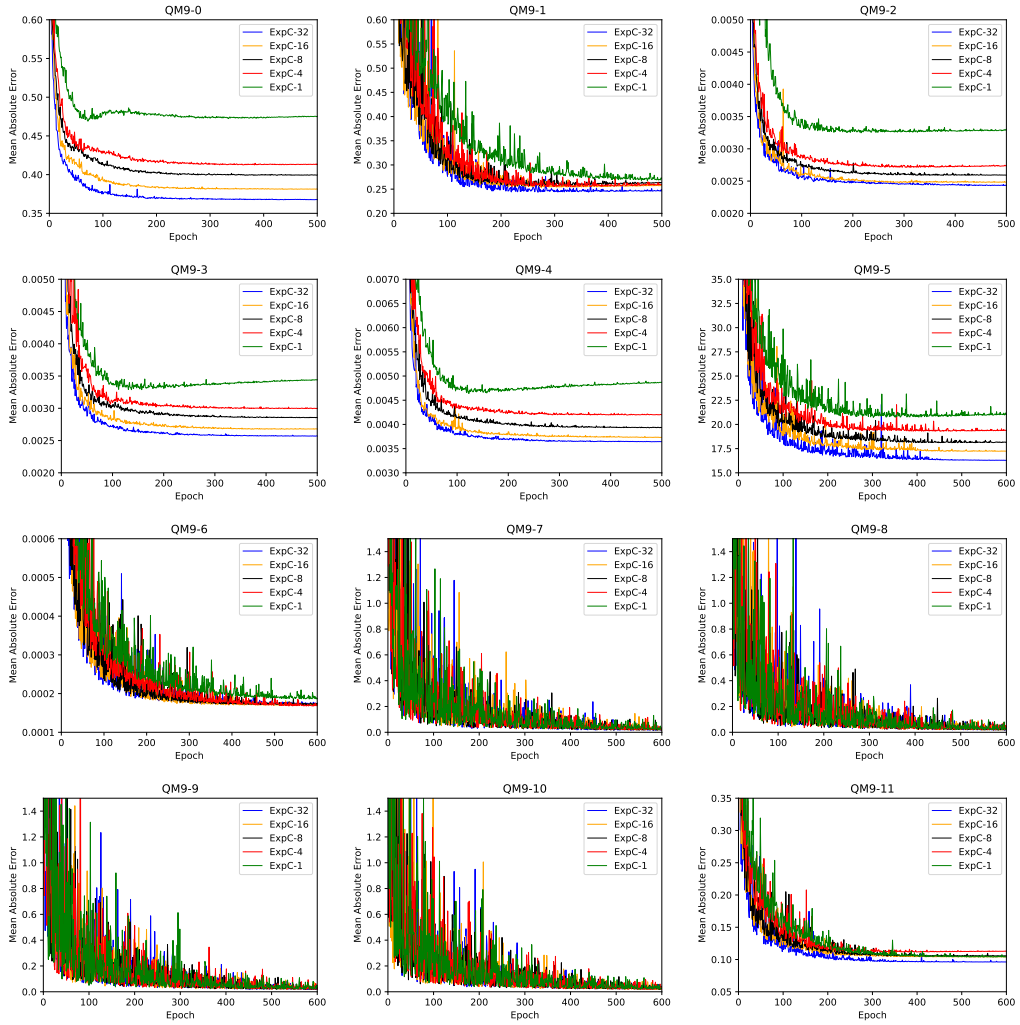 QM9-0
Mean Absolute Error
0.60
0.55
0.50
0.45
0.40
0.35
ExpC-32
ExpC-16
ExpC-8
ExpC-4
ExpC-1
0 100 200 300 400 500
Epoch
QM9-1
Mean Absolute Error
0.60
0.55
0.50
0.45
0.40
0.35
0.30
0.25
0.20
ExpC-32
ExpC-16
ExpC-8
ExpC-4
ExpC-1
0 100 200 300 400 500
Epoch
QM9-2
Mean Absolute Error
0.0050
0.0045
0.0040
0.0035
0.0030
0.0025
0.0020
ExpC-32
ExpC-16
ExpC-8
ExpC-4
ExpC-1
0 100 200 300 400 500
Epoch
QM9-3
Mean Absolute Error
0.0050
0.0045
0.0040
0.0035
0.0030
0.0025
0.0020
ExpC-32
ExpC-16
ExpC-8
ExpC-4
ExpC-1
0 100 200 300 400 500
Epoch
QM9-4
Mean Absolute Error
0.0070
0.0065
0.0060
0.0055
0.0050
0.0045
0.0040
0.0035
0.0030
ExpC-32
ExpC-16
ExpC-8
ExpC-4
ExpC-1
0 100 200 300 400 500
Epoch
QM9-5
Mean Absolute Error
35.0
32.5
30.0
27.5
25.0
22.5
20.0
17.5
15.0
ExpC-32
ExpC-16
ExpC-8
ExpC-4
ExpC-1
0 100 200 300 400 500 600
Epoch
QM9-6
Mean Absolute Error
0.0006
0.0005
0.0004
0.0003
0.0002
0.0001
ExpC-32
ExpC-16
ExpC-8
ExpC-4
ExpC-1
0 100 200 300 400 500 600
Epoch
QM9-7
Mean Absolute Error
1.4
1.2
1.0
0.8
0.6
0.4
0.2
0.0
ExpC-32
ExpC-16
ExpC-8
ExpC-4
ExpC-1
0 100 200 300 400 500 600
Epoch
QM9-8
Mean Absolute Error
1.4
1.2
1.0
0.8
0.6
0.4
0.2
0.0
ExpC-32
ExpC-16
ExpC-8
ExpC-4
ExpC-1
0 100 200 300 400 500 600
Epoch
QM9-9
Mean Absolute Error
1.4
1.2
1.0
0.8
0.6
0.4
0.2
0.0
ExpC-32
ExpC-16
ExpC-8
ExpC-4
ExpC-1
0 100 200 300 400 500 600
Epoch
QM9-10
Mean Absolute Error
1.4
1.2
1.0
0.8
0.6
0.4
0.2
0.0
ExpC-32
ExpC-16
ExpC-8
ExpC-4
ExpC-1
0 100 200 300 400 500 600
Epoch
QM9-11
Mean Absolute Error
0.35
0.30
0.25
0.20
0.15
0.10
0.05
ExpC-32
ExpC-16
ExpC-8
ExpC-4
ExpC-1
0 100 200 300 400 500 600
Epoch